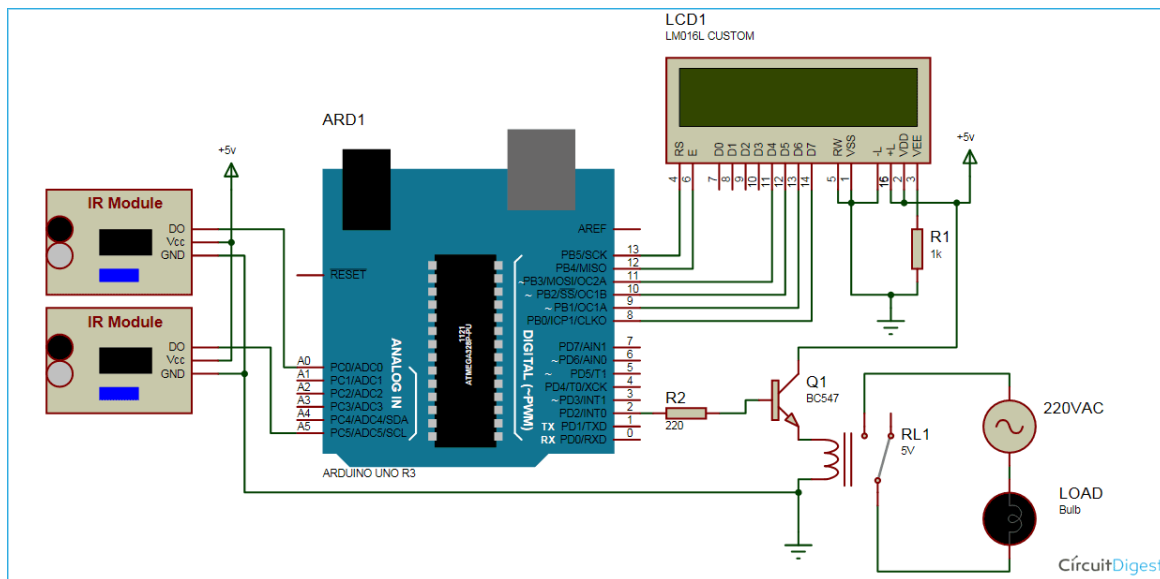 LCD1
LM016L CUSTOM
RS E D0 D1 D2 D3 D4 D5 D6 D7 RW VSS -L +L VDD VEE
4 6 7 8 9 10 11 12 13 14 5 1 16 2 3
+5v
+5v
ARD1
IR Module
DO
Vcc
GND
IR Module
DO
Vcc
GND
RESET
AREF
PB5/SCK 13
PB4/MISO 12
~PB3/MOSI/OC2A 11
~ PB2/SS/OC1B 10
~ PB1/OC1A 9
PB0/ICP1/CLKO 8
PD7/AIN1 7
~ PD6/AIN0 6
~ PD5/T1 5
PD4/T0/XCK 4
~ PD3/INT1 3
PD2/INT0 2
TX PD1/TXD 1
RX PD0/RXD 0
A0 PC0/ADC0
A1 PC1/ADC1
A2 PC2/ADC2
A3 PC3/ADC3
A4 PC4/ADC4/SDA
A5 PC5/ADC5/SCL
ANALOG IN
1121
ATMEGA328P-PU
DIGITAL (~PWM)
ARDUINO UNO R3
R1
1k
Q1
BC547
R2
220
RL1
5V
220VAC
LOAD
Bulb
CircuitDigest